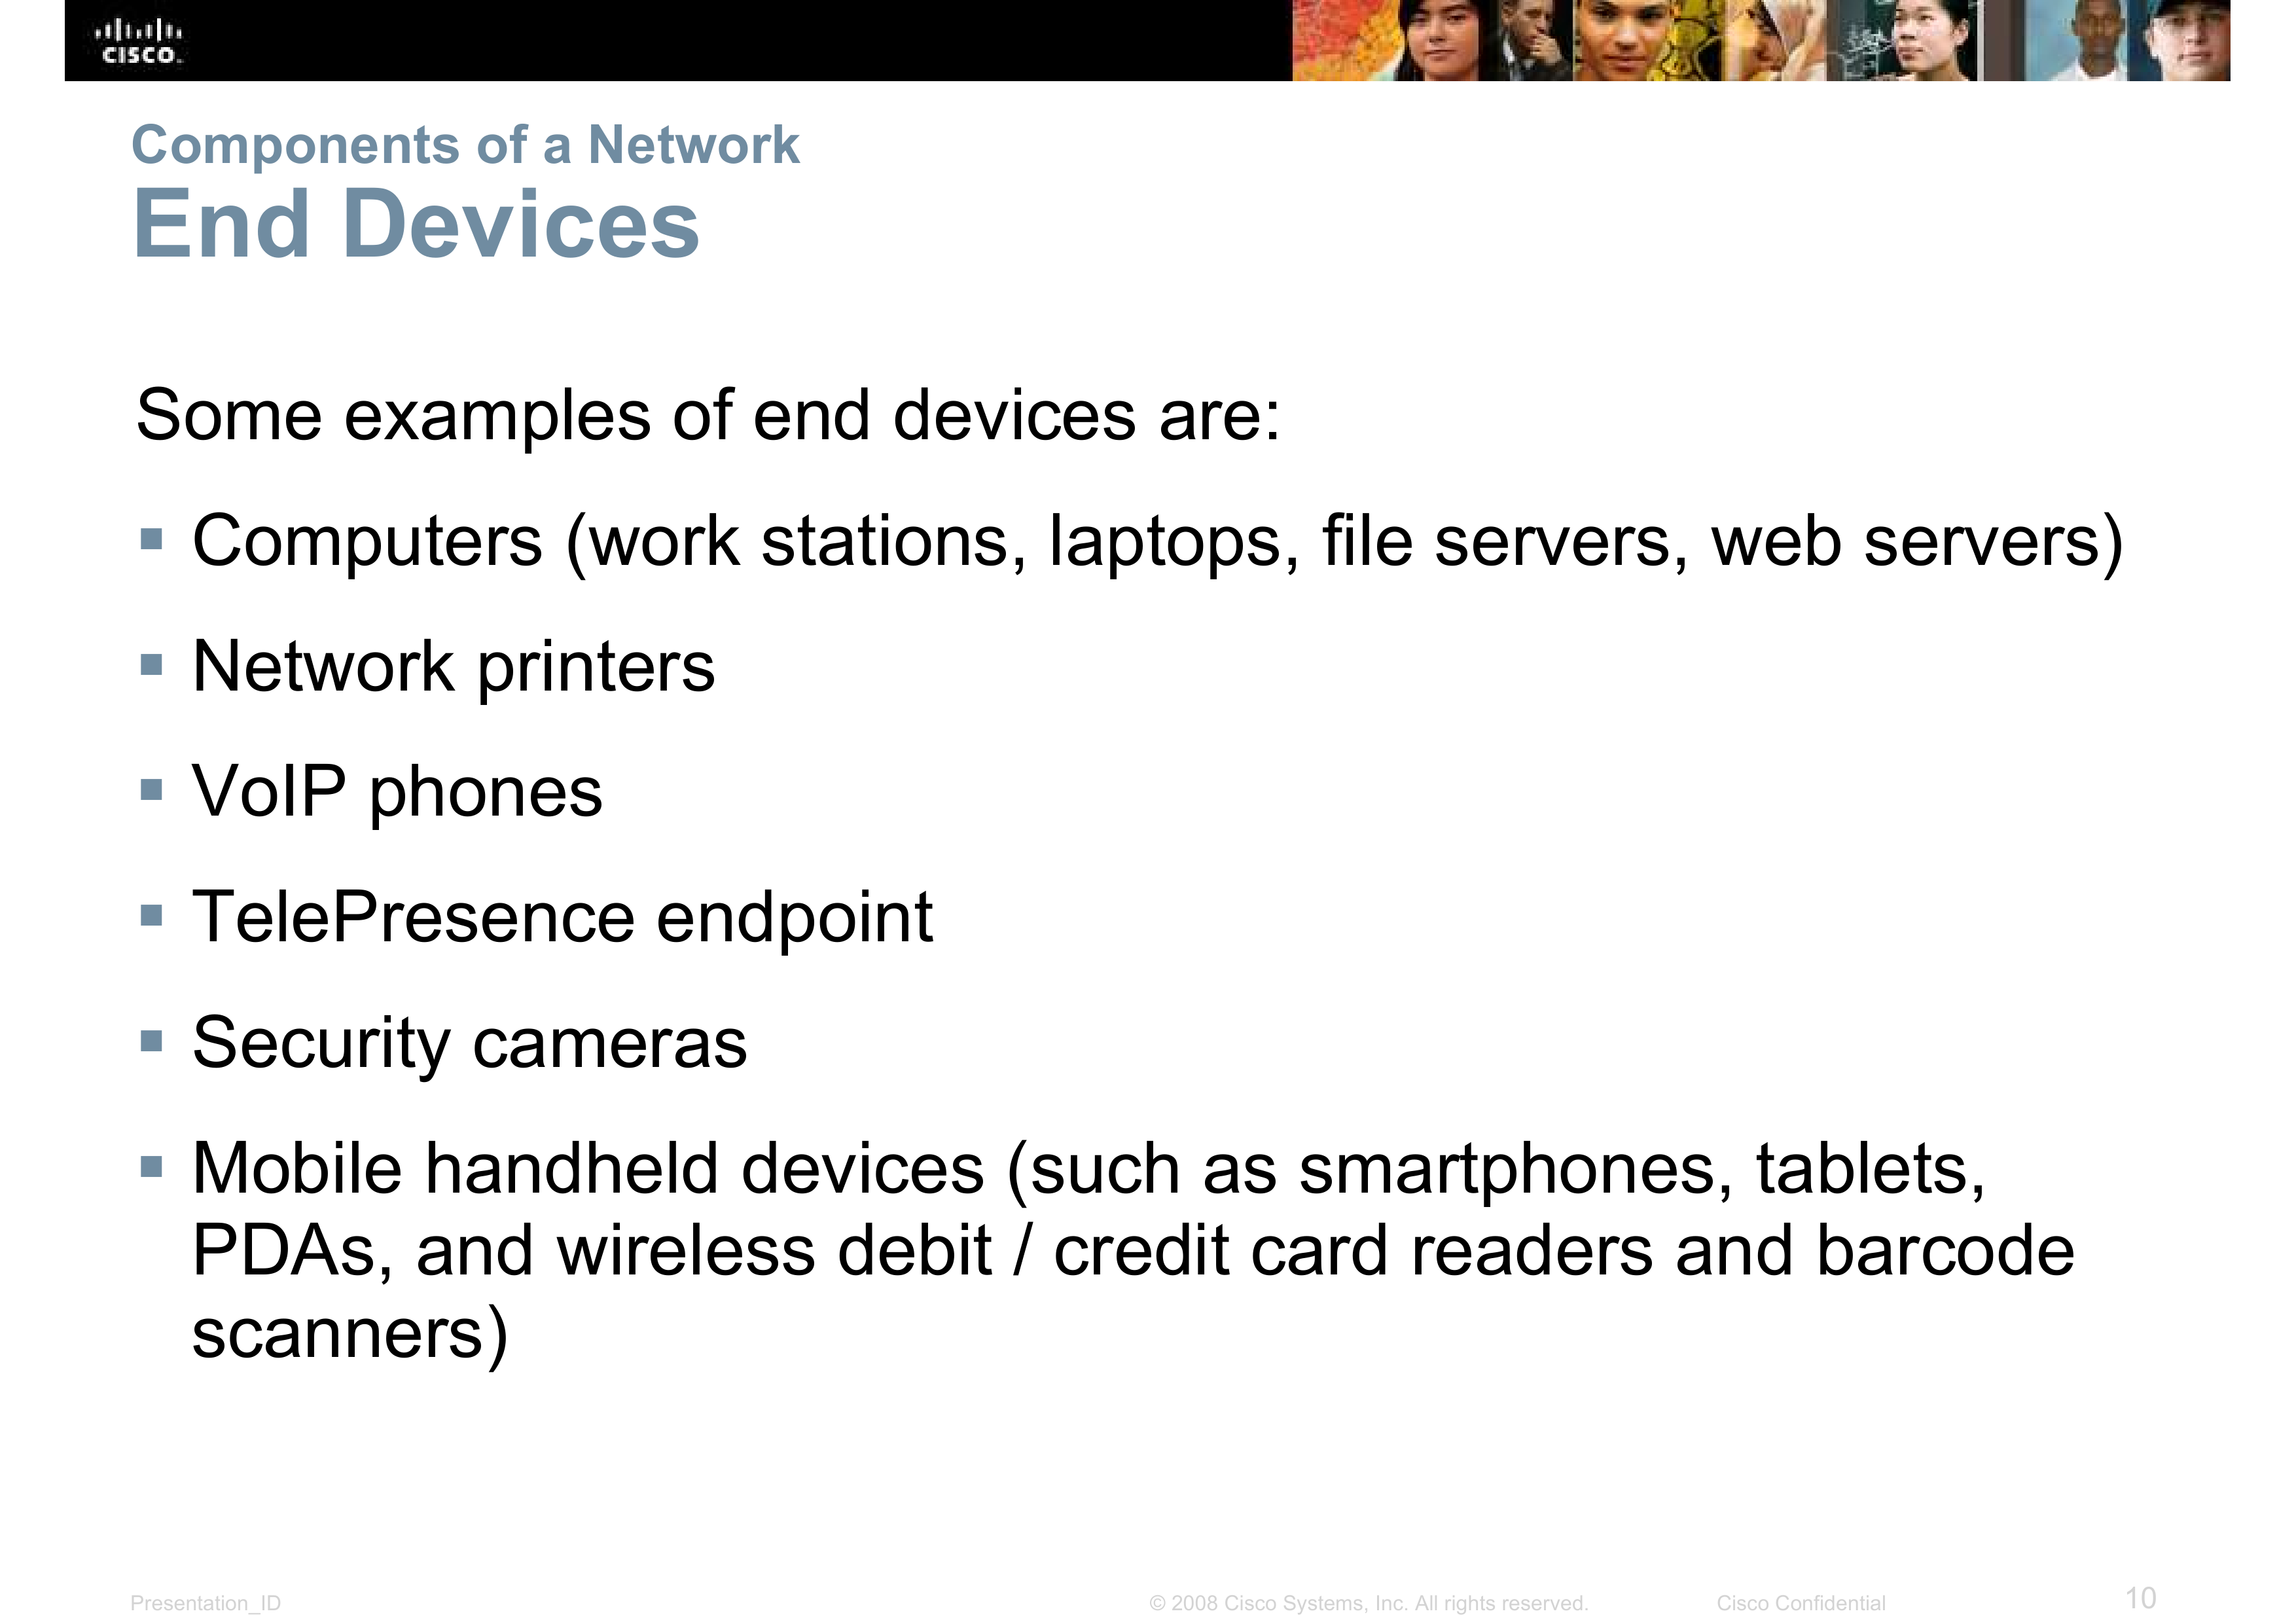 CISCO
Components of a Network
End Devices
Some examples of end devices are:
▪ Computers (work stations, laptops, file servers, web servers)
▪ Network printers
▪ VoIP phones
▪ TelePresence endpoint
▪ Security cameras
▪ Mobile handheld devices (such as smartphones, tablets,
PDAs, and wireless debit / credit card readers and barcode
scanners)
Presentation_ID © 2008 Cisco Systems, Inc. All rights reserved. Cisco Confidential 10